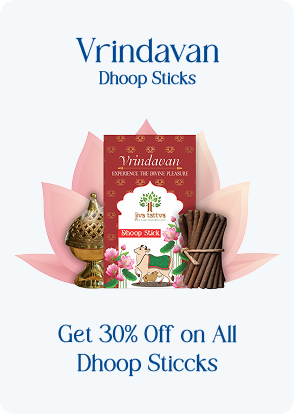 Vrindavan
Dhoop Sticks
Vrindavan
EXPERIENCE THE DIVINE PLEASURE
jiva tattva
Dhoop Stick
Get 30% Off on All
Dhoop Sticcks